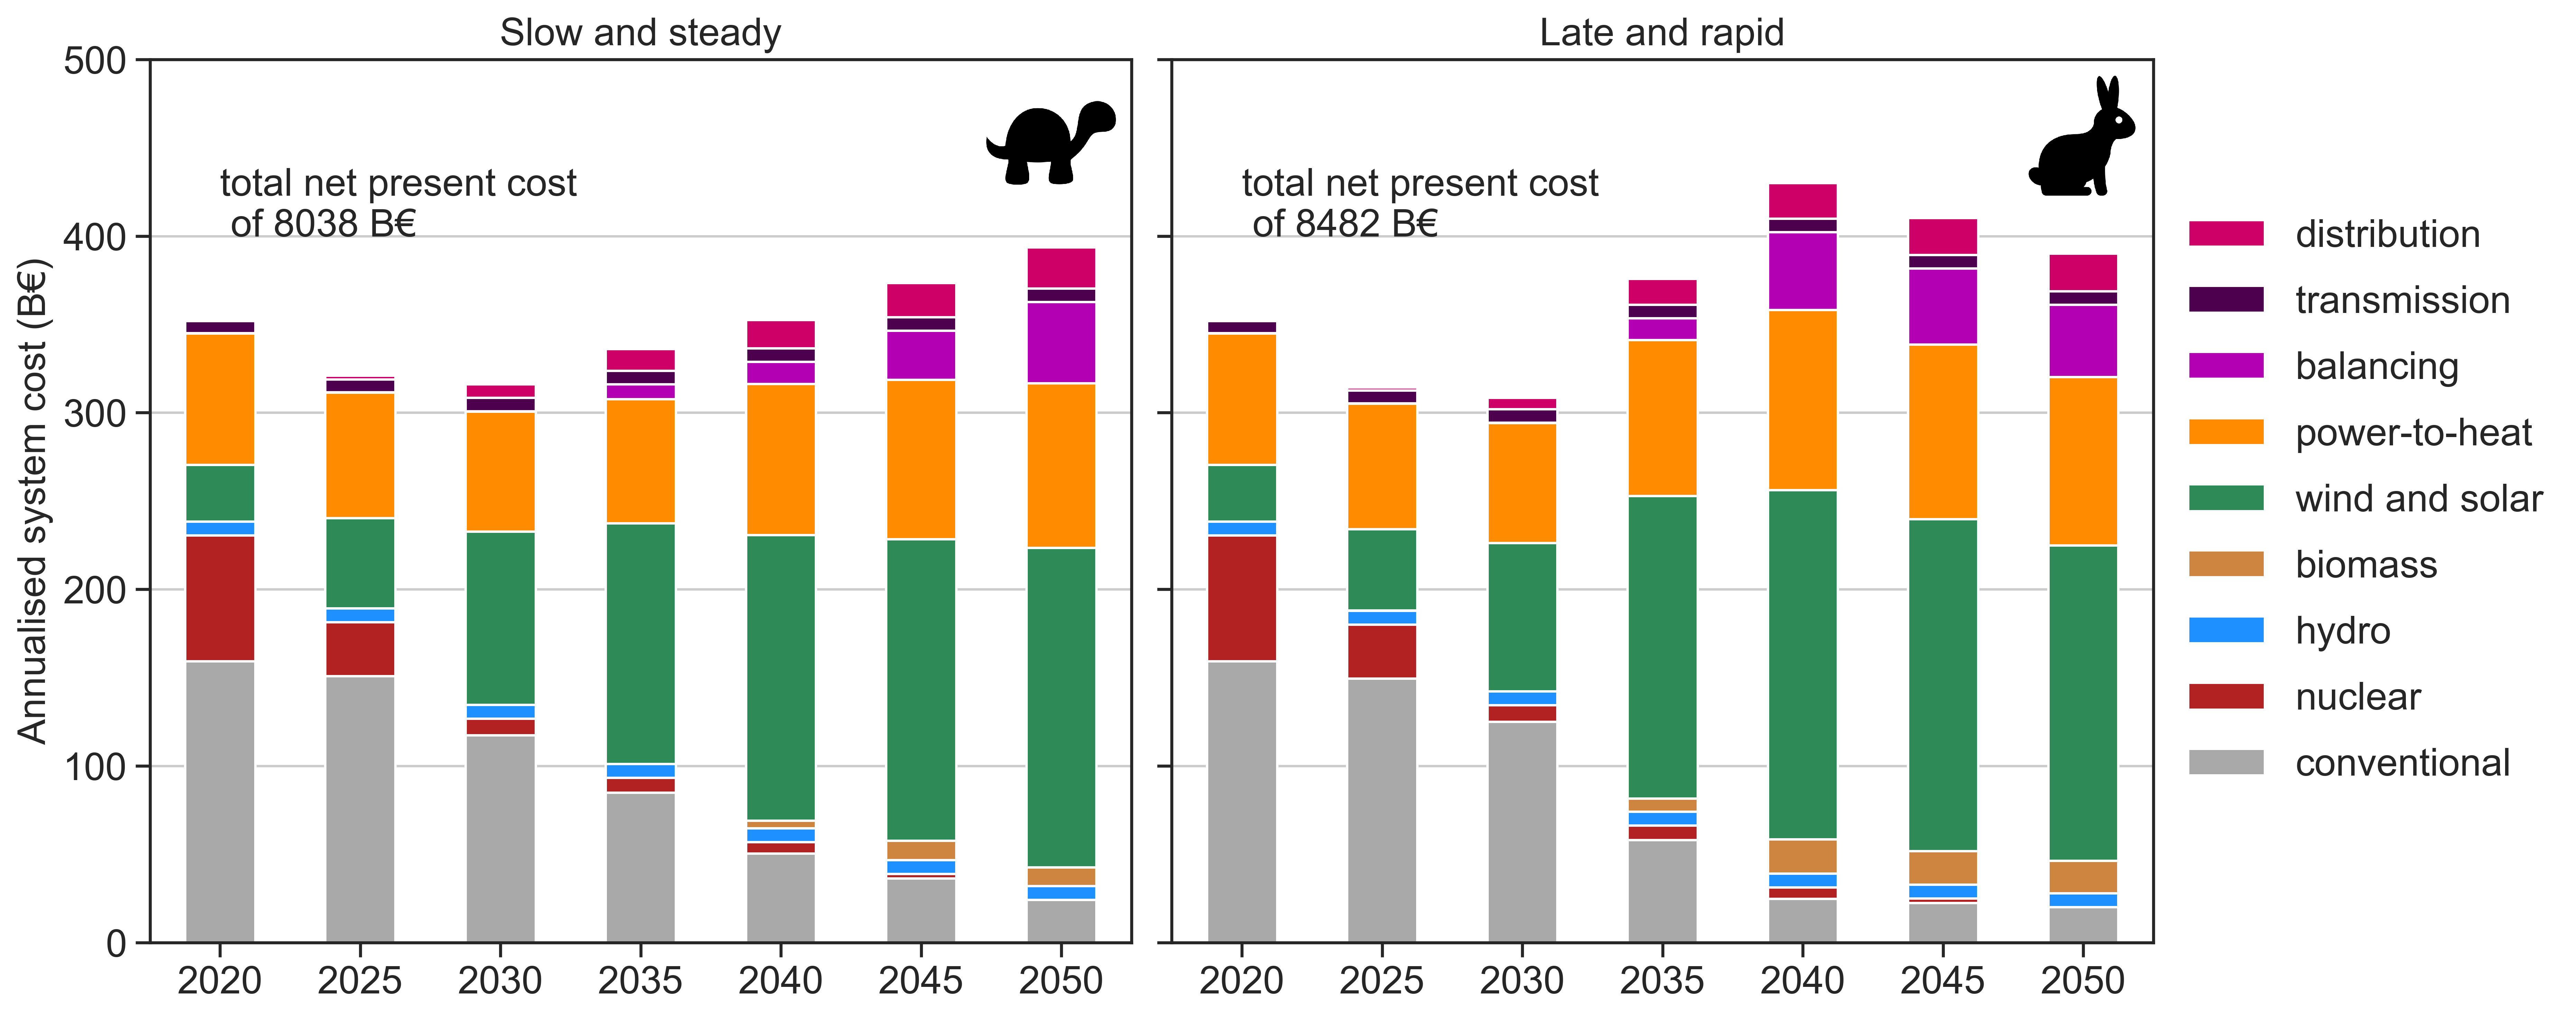 Slow and steady
Late and rapid
Annualised system cost (B€)
500
400
300
200
100
0
total net present cost
of 8038 B€
total net present cost
of 8482 B€
2020 2025 2030 2035 2040 2045 2050
2020 2025 2030 2035 2040 2045 2050
distribution
transmission
balancing
power-to-heat
wind and solar
biomass
hydro
nuclear
conventional